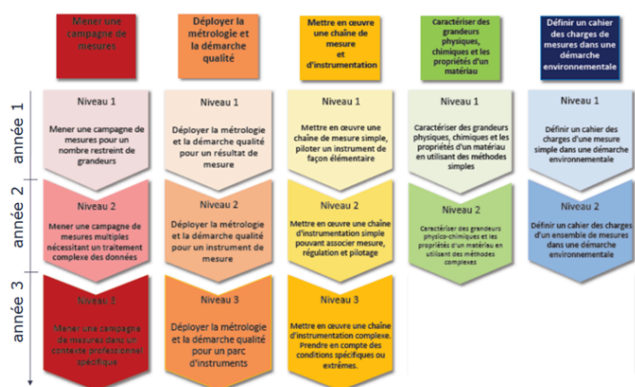 Mener une
campagne de
mesures
Déployer la
métrologie et
la démarche
qualité
Mettre en œuvre
une chaîne de
mesure
et
d'instrumentation
Caractériser des
grandeurs
physiques,
chimiques et les
propriétés d'un
matériau
Définir un cahier
des charges de
mesures dans une
démarche
environnementale
année 1
Niveau 1
Mener une campagne de
mesures pour un
nombre restreint de
grandeurs
Niveau 1
Déployer la métrologie
et la démarche qualité
pour un résultat de
mesure
Niveau 1
Mettre en œuvre une
chaîne de mesure simple,
piloter un instrument de
façon élémentaire
Niveau 1
Caractériser des grandeurs
physiques, chimiques et les
propriétés d'un matériau
en utilisant des méthodes
simples
Niveau 1
Définir un cahier des
charges d'une mesure
simple dans une démarche
environnementale
année 2
Niveau 2
Mener une campagne de
mesures multiples
nécessitant un traitement
complexe des données
Niveau 2
Déployer la métrologie
et la démarche qualité
pour un instrument de
mesure
Niveau 2
Mettre en œuvre une chaîne
d'instrumentation simple
pouvant associer mesure,
régulation et pilotage
Niveau 2
Caractériser des grandeurs
physico-chimiques et les
propriétés d'un matériau en
utilisant des méthodes
complexes
Niveau 2
Définir un cahier des charges
d'un ensemble de mesures
dans une démarche
environnementale
année 3
Niveau 3
Mener une campagne
de mesures dans un
contexte professionnel
spécifique
Niveau 3
Déployer la métrologie
et la démarche qualité
pour un parc
d'instruments
Niveau 3
Mettre en œuvre une chaîne
d'instrumentation complexe.
Prendre en compte des
conditions spécifiques ou
extrêmes.